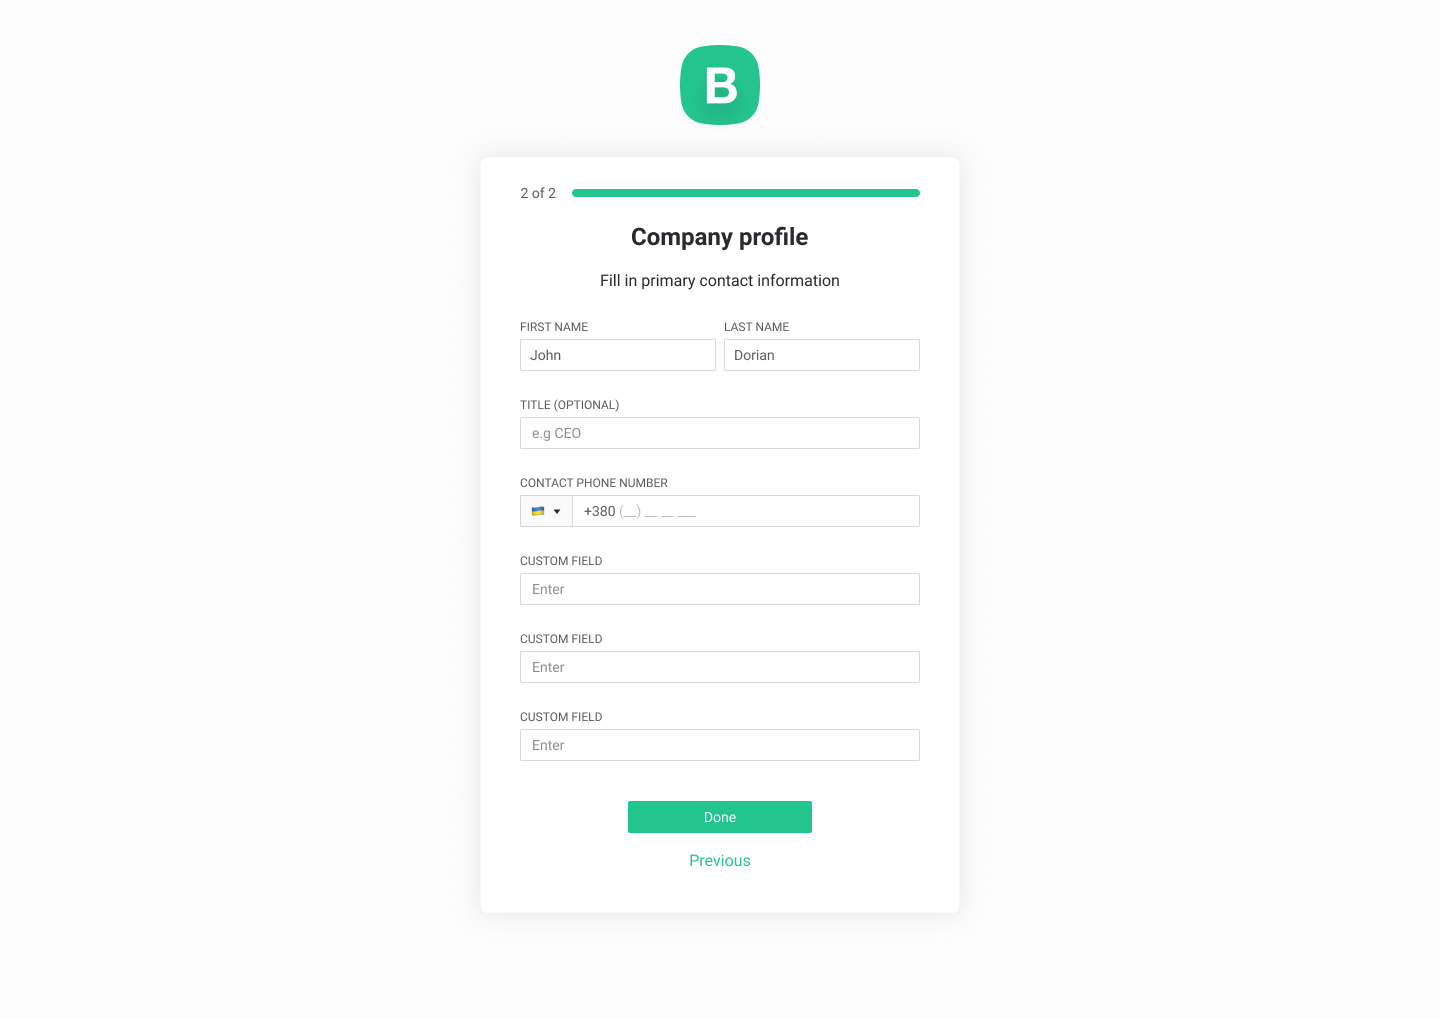 B
2 of 2
Company profile
Fill in primary contact information
FIRST NAME LAST NAME
John Dorian
TITLE (OPTIONAL)
e.g CEO
CONTACT PHONE NUMBER
+380 (__) __ __ ___
CUSTOM FIELD
Enter
CUSTOM FIELD
Enter
CUSTOM FIELD
Enter
Done
Previous